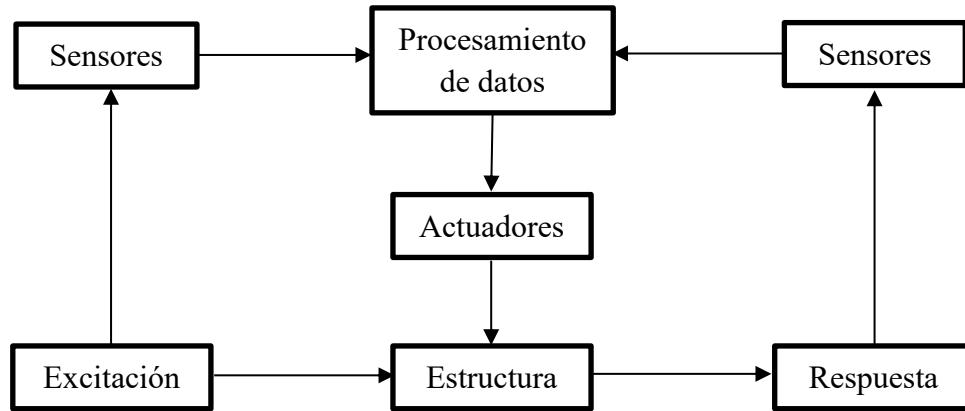 Sensores
Procesamiento
de datos
Sensores
Actuadores
Excitación
Estructura
Respuesta